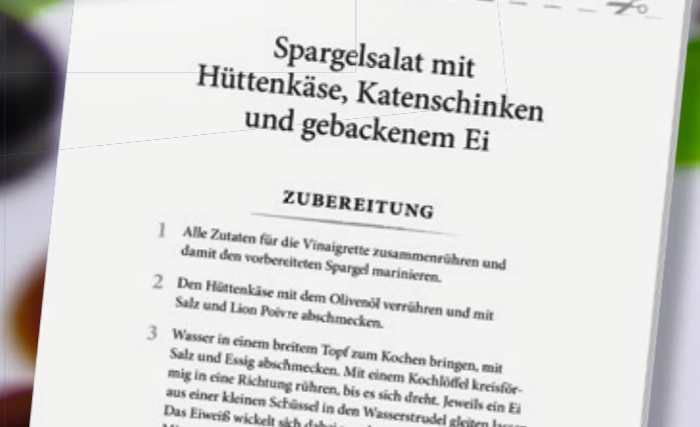 Spargelsalat mit
Hüttenkäse, Katenschinken
und gebackenem Ei
ZUBEREITUNG
1 Alle Zutaten für die Vinaigrette zusammenrühren und
damit den vorbereiteten Spargel marinieren.
2 Den Hüttenkäse mit dem Olivenöl verrühren und mit
Salz und Lion Poivre abschmecken.
3 Wasser in einem breitem Topf zum Kochen bringen, mit
Salz und Essig abschmecken. Mit einem Kochlöffel kreisför-
mig in eine Richtung rühren, bis es sich dreht. Jeweils ein Ei
aus einer kleinen Schüssel in den Wasserstrudel gleiten
Das Eiweiß wickelt sich